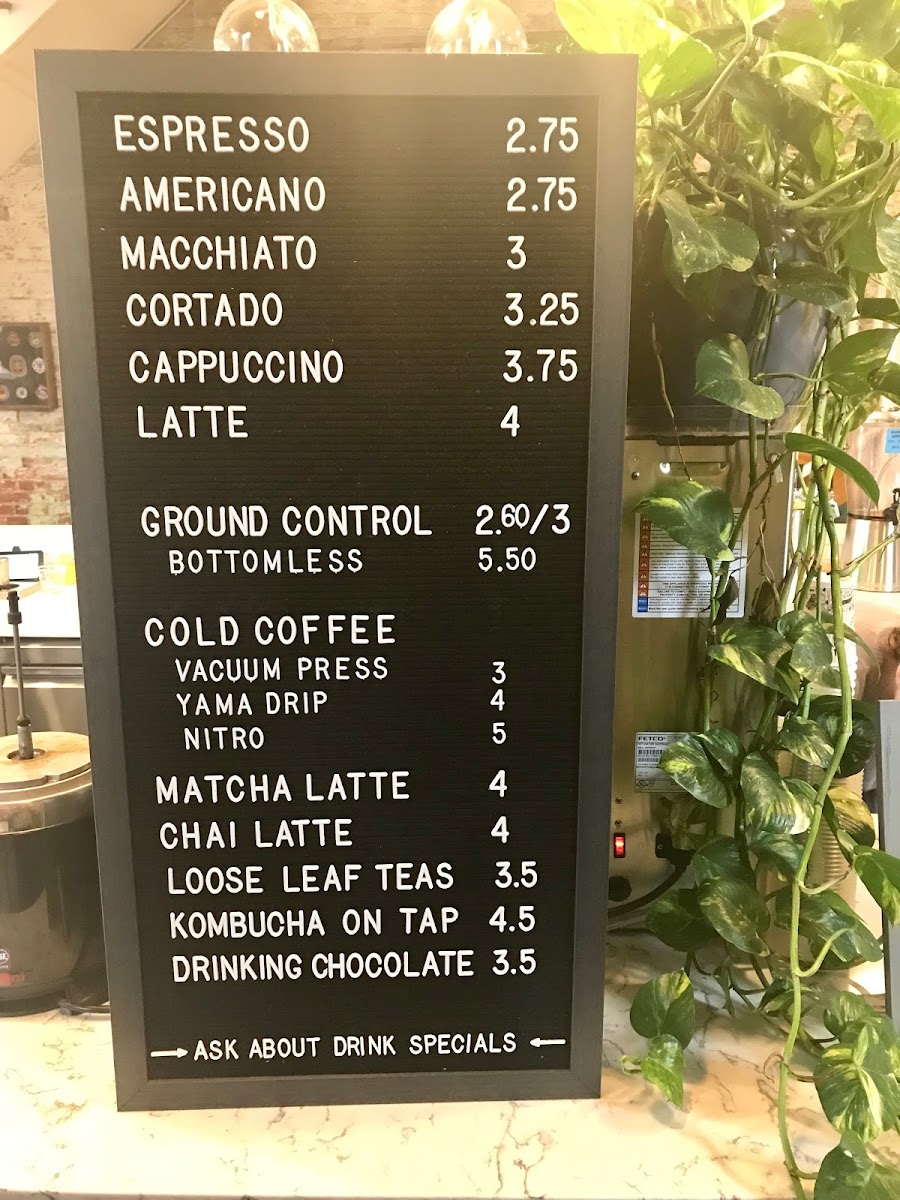 ESPRESSO 2.75
AMERICANO 2.75
MACCHIATO 3
CORTADO 3.25
CAPPUCCINO 3.75
LATTE 4
GROUND CONTROL 2.60/3
BOTTOMLESS 5.50
COLD COFFEE
VACUUM PRESS 3
YAMA DRIP 4
NITRO 5
MATCHA LATTE 4
CHAI LATTE 4
LOOSE LEAF TEAS 3.5
KOMBUCHA ON TAP 4.5
DRINKING CHOCOLATE 3.5
→ ASK ABOUT DRINK SPECIALS ←
FETCO